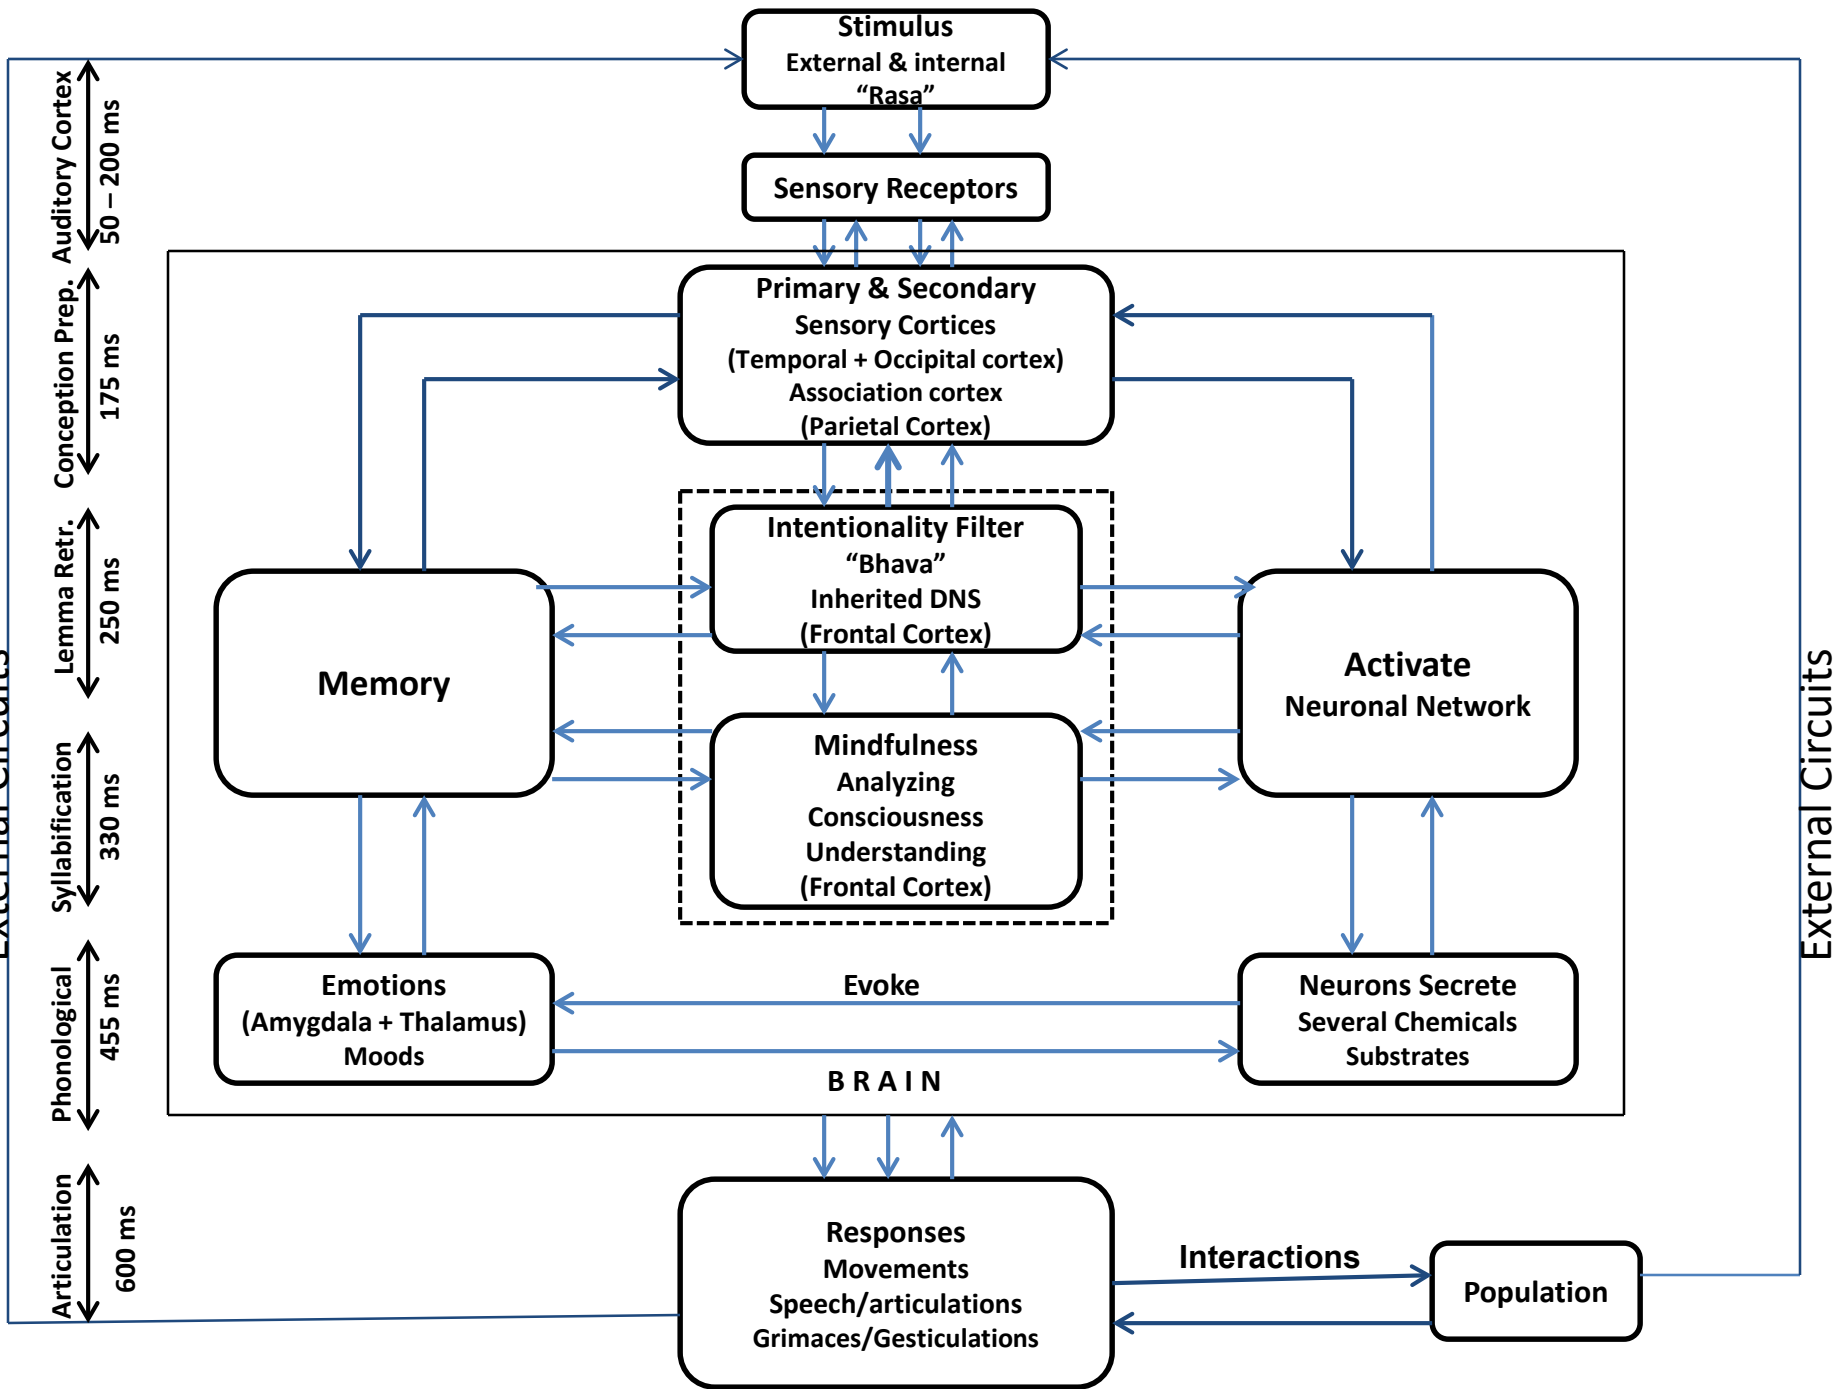 Stimulus
External & internal
“Rasa”
Sensory Receptors
Auditory Cortex
50 – 200 ms
Conception Prep.
175 ms
Lemma Retr.
250 ms
Syllabification
330 ms
Phonological
455 ms
Articulation
600 ms
External Circuits
Primary & Secondary
Sensory Cortices
(Temporal + Occipital cortex)
Association cortex
(Parietal Cortex)
Intentionality Filter
“Bhava”
Inherited DNS
(Frontal Cortex)
Memory
Activate
Neuronal Network
Mindfulness
Analyzing
Consciousness
Understanding
(Frontal Cortex)
Emotions
(Amygdala + Thalamus)
Moods
Evoke
Neurons Secrete
Several Chemicals
Substrates
B R A I N
Responses
Movements
Speech/articulations
Grimaces/Gesticulations
Interactions
Population
External Circuits